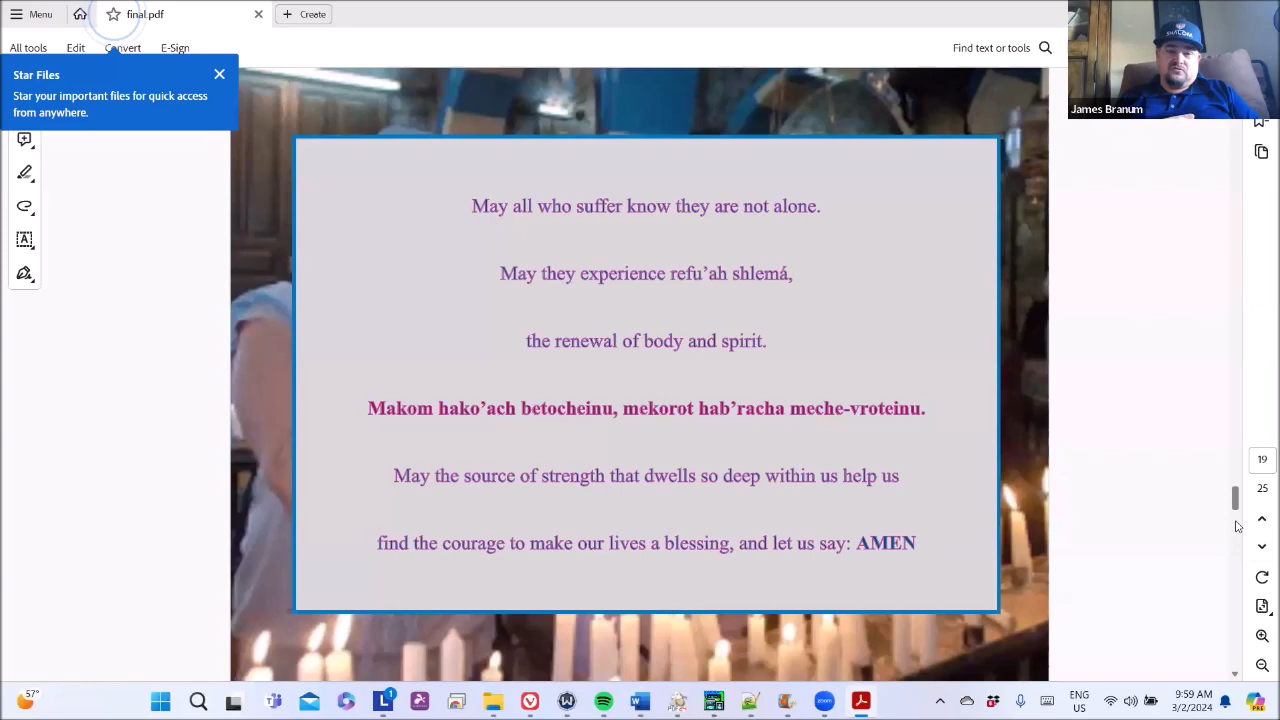 Menu
final.pdf
Create
All tools
Edit
Convert
E-Sign
Find text or tools
Star Files
Star your important files for quick access
from anywhere.
SHALOM
James Branum
May all who suffer know they are not alone.
May they experience refu’ah shlemá,
the renewal of body and spirit.
Makom hako’ach betocheinu, mekorot hab’racha meche-vroteinu.
May the source of strength that dwells so deep within us help us
find the courage to make our lives a blessing, and let us say: AMEN
19
25
57°
L
1
W
zoom
ENG
US
9:59 AM
3/2/2024
PRE